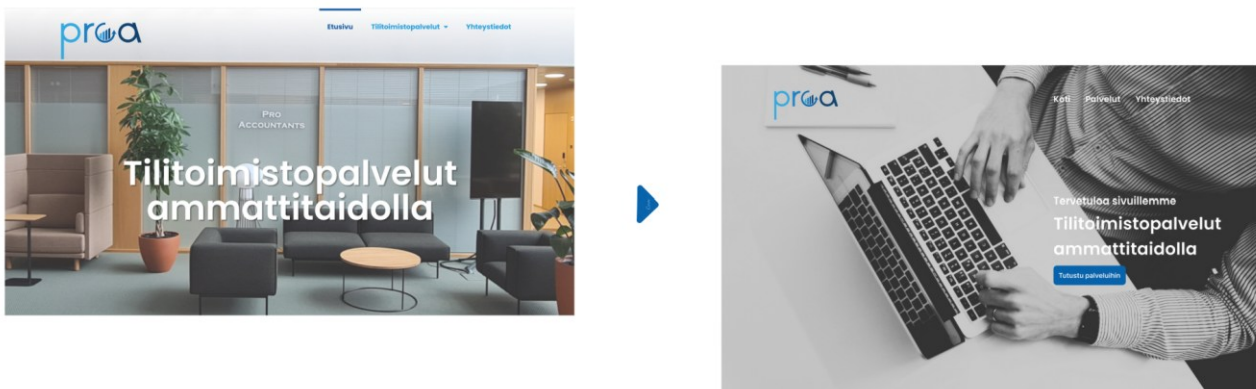 proa
Etusivu Tilitoimistopalvelut Yhteystiedot
PRO
ACCOUNTANTS
Tilitoimistopalvelut
ammattitaidolla
proa
Koti Palvelut Yhteystiedot
Tervetuloa sivuillemme
Tilitoimistopalvelut
ammattitaidolla
Tutustu palveluihin